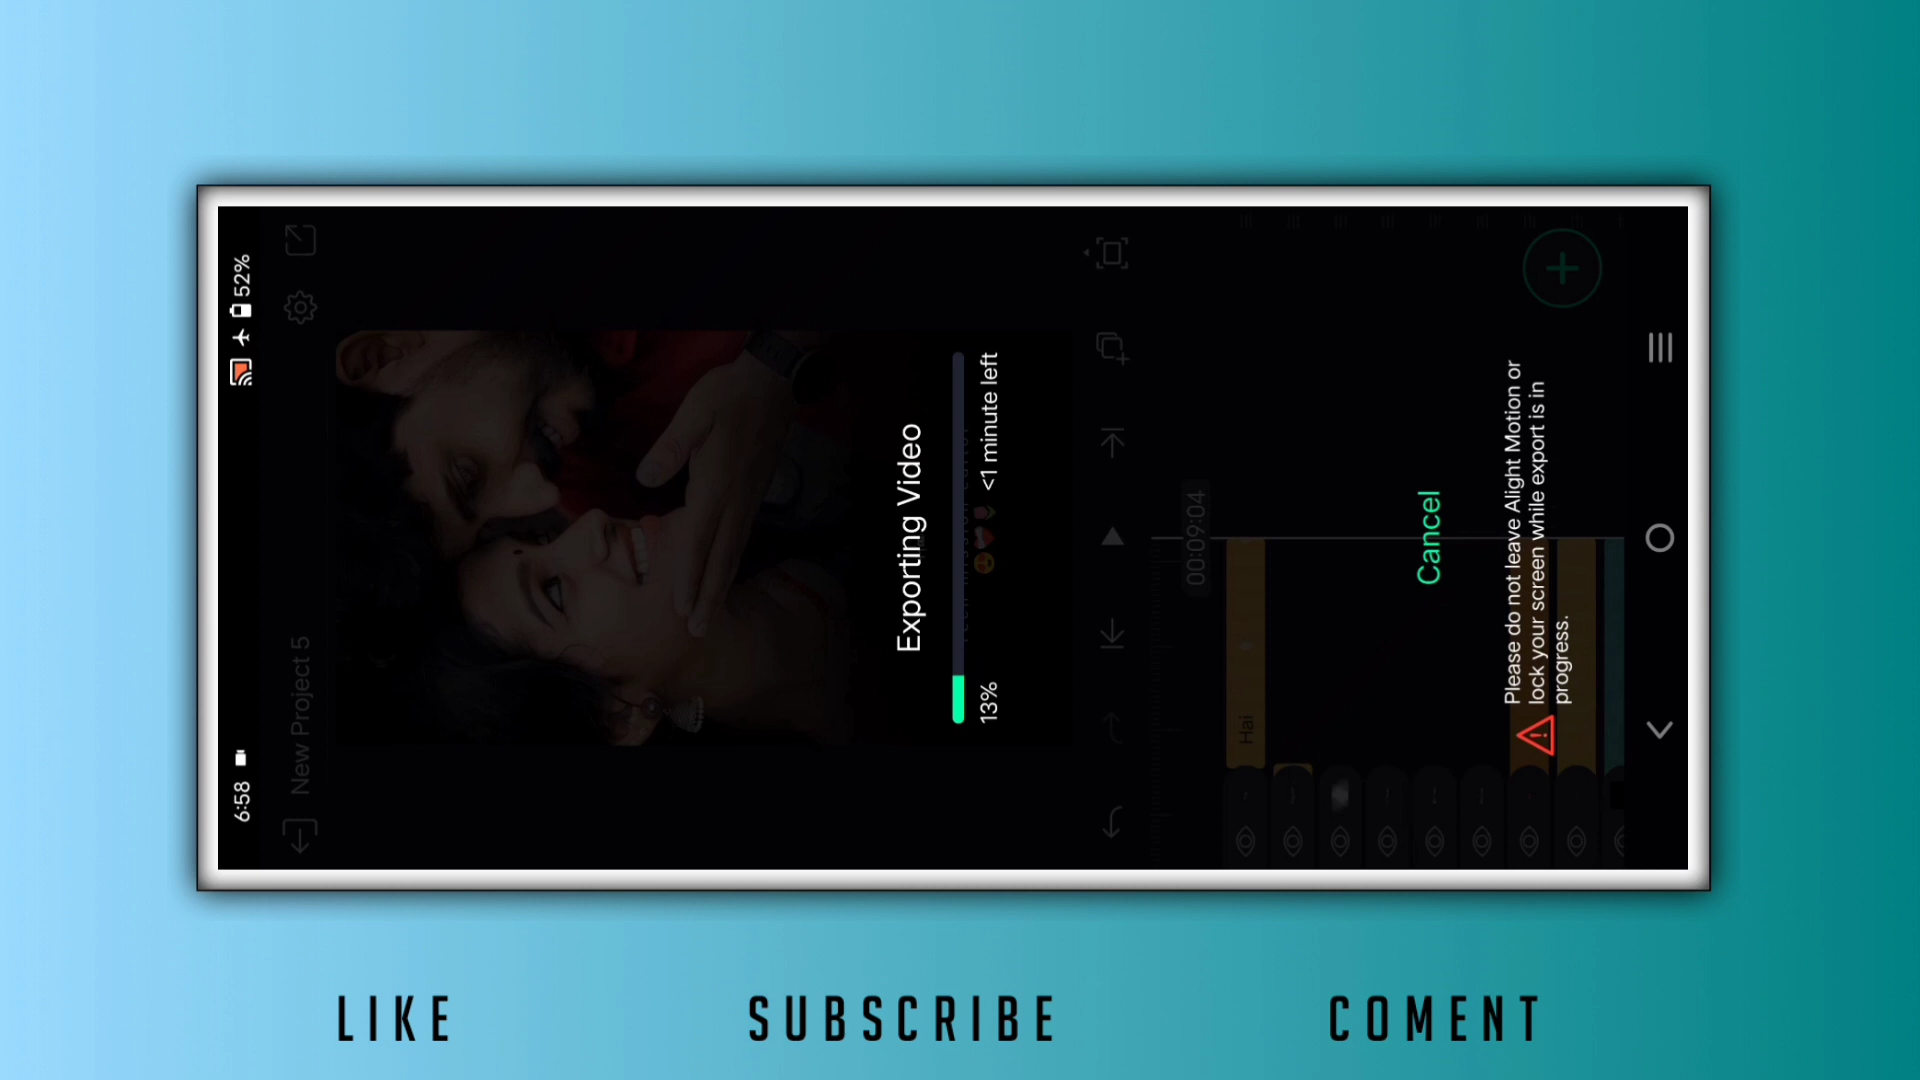 6:58
52%
New Project 5
Exporting Video
13%
<1 minute left
00:09:04
Hai
Cancel
Please do not leave Alight Motion or
lock your screen while export is in
progress.
LIKE
SUBSCRIBE
COMENT